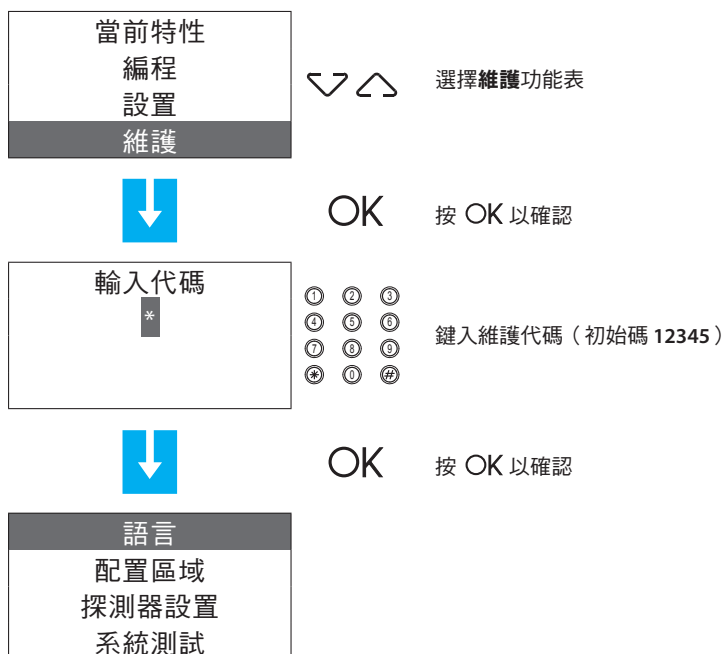 當前特性
編程
設置
維護
選擇維護功能表
OK
按 OK 以確認
輸入代碼
*
1 2 3
4 5 6
7 8 9
* 0 #
鍵入維護代碼（初始碼 12345）
OK
按 OK 以確認
語言
配置區域
探測器設置
系統測試